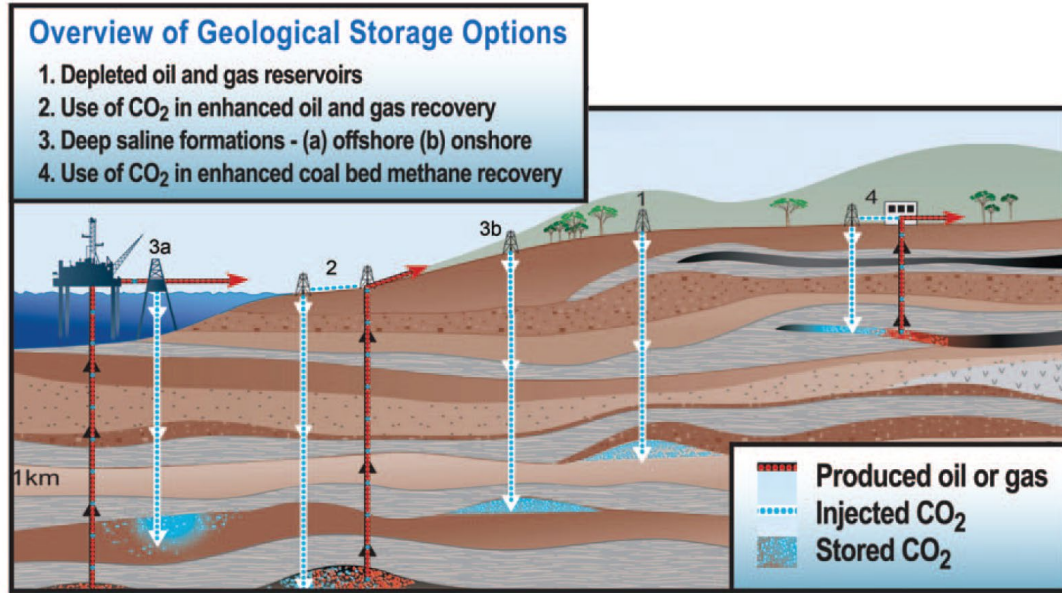 Overview of Geological Storage Options
1. Depleted oil and gas reservoirs
2. Use of CO₂ in enhanced oil and gas recovery
3. Deep saline formations - (a) offshore (b) onshore
4. Use of CO₂ in enhanced coal bed methane recovery
1
4
3b
3a
2
1km
Produced oil or gas
Injected CO₂
Stored CO₂